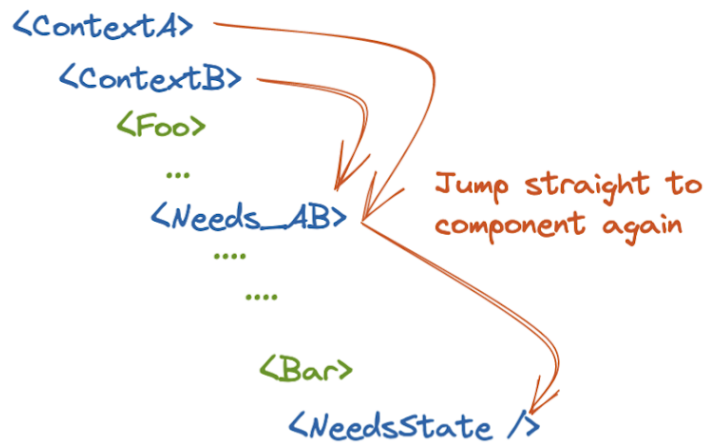 <ContextA>
<ContextB>
<Foo>
...
<Needs_AB>
....
....
<Bar>
<NeedsState />
Jump straight to
component again